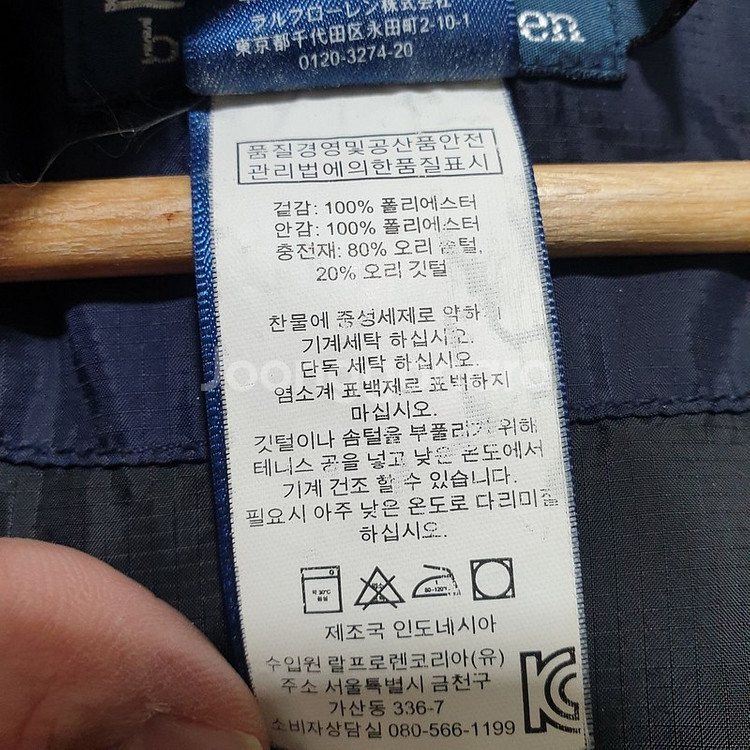 ラルフローレン株式会社
東京都千代田区永田町2-10-1
0120-3274-20
en
품질경영및공산품안전
관리법에의한품질표시
겉감: 100% 폴리에스터
안감: 100% 폴리에스터
충전재: 80% 오리 솜털,
20% 오리 깃털
찬물에 중성세제로 약하게
기계세탁 하십시오.
단독 세탁 하십시오.
염소계 표백제로 표백하지
마십시오.
깃털이나 솜털을 부풀리기 위해
테니스 공을 넣고 낮은 온도에서
기계 건조 할 수 있습니다.
필요시 아주 낮은 온도로 다리미질
하십시오.
약 30°C
중성
염소
80-120°C
제조국 인도네시아
수입원 랄프로렌코리아(유)
주소 서울특별시 금천구
가산동 336-7
소비자상담실 080-566-1199